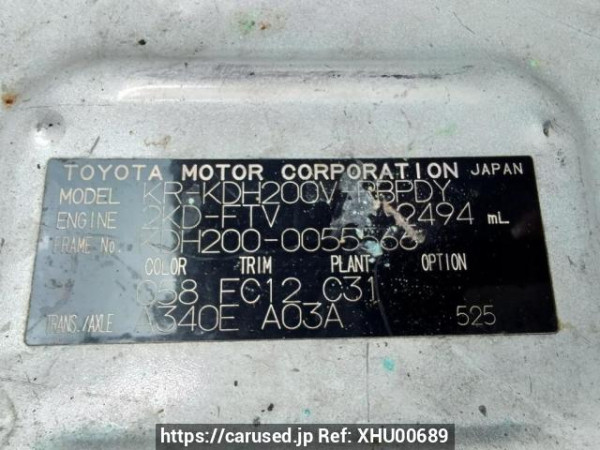 TOYOTA MOTOR CORPORATION JAPAN
MODEL KR-KDH200V-RBPDY
ENGINE 2KD-FTV 2494 mL
FRAME No.
COLOR TRIM PLANT OPTION
C58 FC12 C31
TRANS./AXLE A340E A03A 525
https://carused.jp Ref: XHU00689